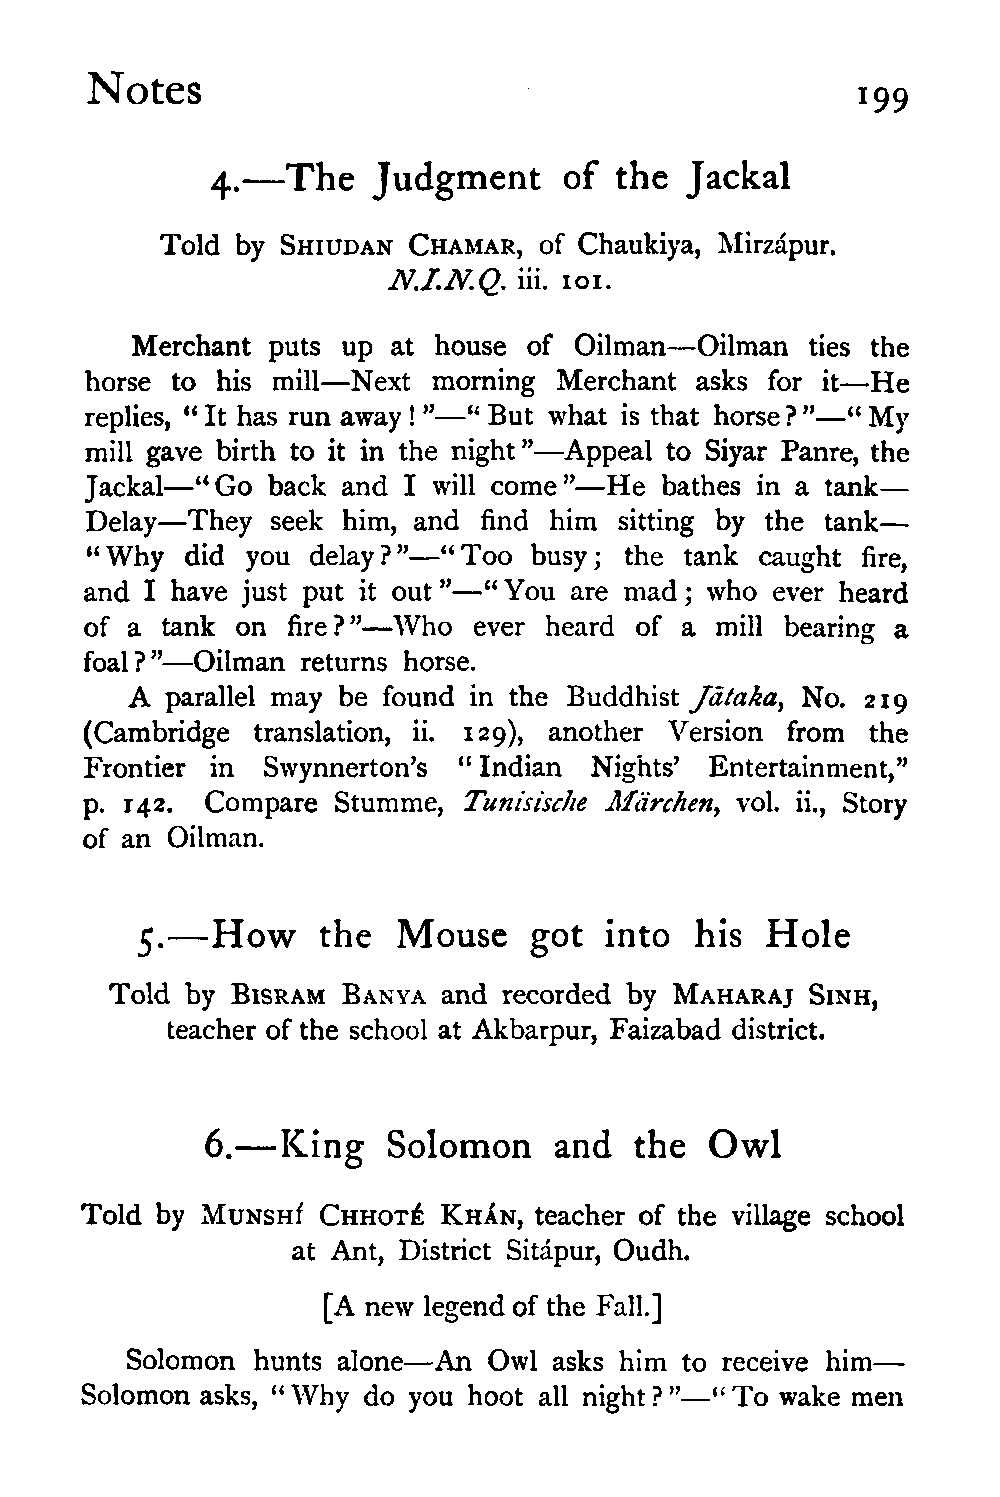 Notes 199
4.—The Judgment of the Jackal
Told by Shiudan Chamar, of Chaukiya, Mirzápur.
N.I.N.Q. iii. 101.
Merchant puts up at house of Oilman—Oilman ties the
horse to his mill—Next morning Merchant asks for it—He
replies, “It has run away!”—“But what is that horse?”—“My
mill gave birth to it in the night”—Appeal to Siyar Panre, the
Jackal—“Go back and I will come”—He bathes in a tank—
Delay—They seek him, and find him sitting by the tank—
“Why did you delay?”—“Too busy; the tank caught fire,
and I have just put it out”—“You are mad; who ever heard
of a tank on fire?”—Who ever heard of a mill bearing a
foal?”—Oilman returns horse.
A parallel may be found in the Buddhist Jātaka, No. 219
(Cambridge translation, ii. 129), another Version from the
Frontier in Swynnerton’s “Indian Nights’ Entertainment,”
p. 142. Compare Stumme, Tunisische Märchen, vol. ii., Story
of an Oilman.
5.—How the Mouse got into his Hole
Told by Bisram Banya and recorded by Maharaj Sinh,
teacher of the school at Akbarpur, Faizabad district.
6.—King Solomon and the Owl
Told by Munshí Chhoté Khán, teacher of the village school
at Ant, District Sitápur, Oudh.
[A new legend of the Fall.]
Solomon hunts alone—An Owl asks him to receive him—
Solomon asks, “Why do you hoot all night?”—“To wake men